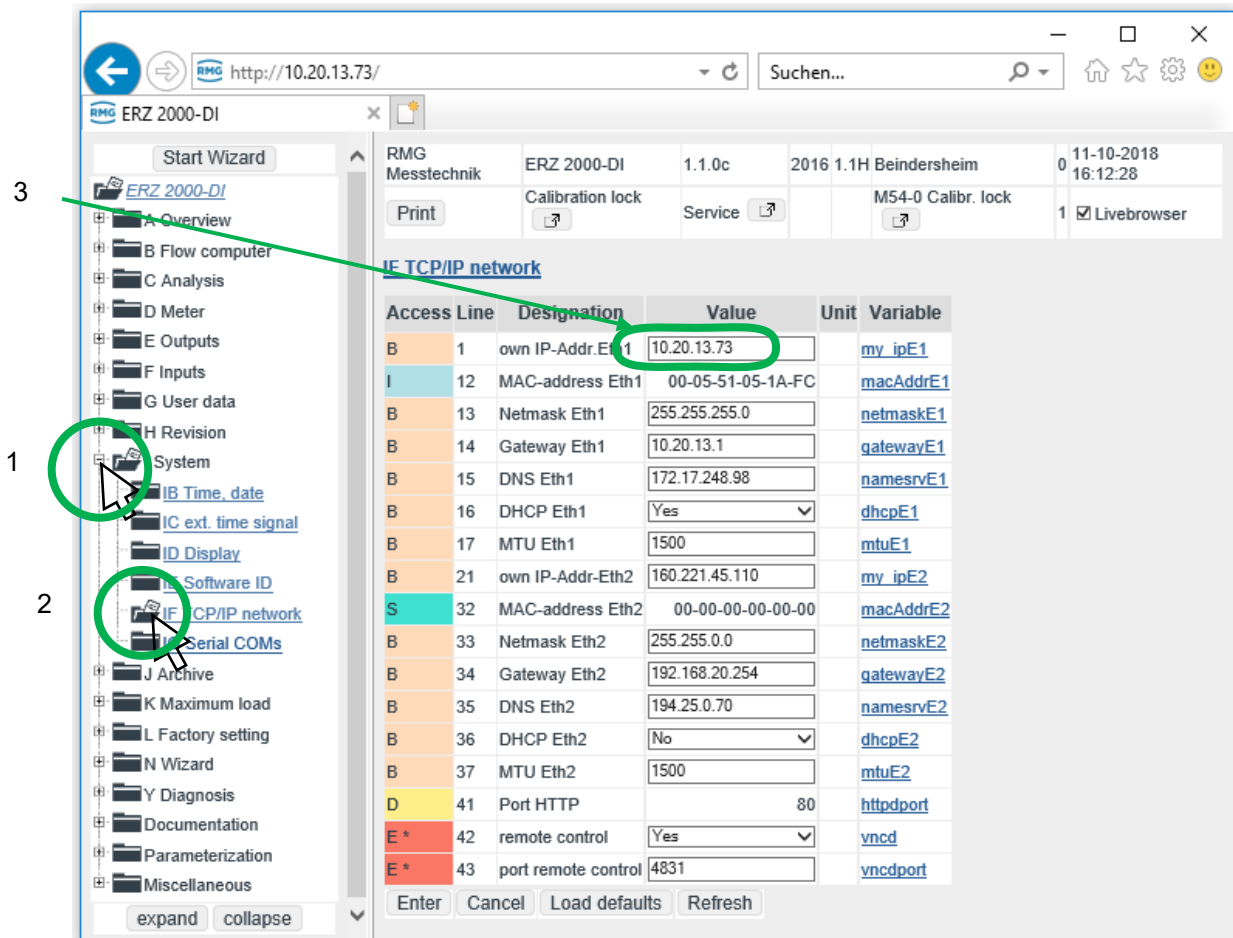 http://10.20.13.73/
Suchen...
RMG ERZ 2000-DI
Start Wizard
ERZ 2000-DI
A Overview
B Flow computer
C Analysis
D Meter
E Outputs
F Inputs
G User data
H Revision
System
IB Time, date
IC ext. time signal
ID Display
IE Software ID
IF TCP/IP network
IG Serial COMs
J Archive
K Maximum load
L Factory setting
N Wizard
Y Diagnosis
Documentation
Parameterization
Miscellaneous
expand collapse
3
1
2
RMG Messtechnik ERZ 2000-DI 1.1.0c 2016 1.1H Beindersheim 0 11-10-2018 16:12:28
Print Calibration lock Service M54-0 Calibr. lock 1 Livebrowser
IF TCP/IP network
Access Line Designation Value Unit Variable
B 1 own IP-Addr.Eth1 10.20.13.73 my_ipE1
I 12 MAC-address Eth1 00-05-51-05-1A-FC macAddrE1
B 13 Netmask Eth1 255.255.255.0 netmaskE1
B 14 Gateway Eth1 10.20.13.1 gatewayE1
B 15 DNS Eth1 172.17.248.98 namesrvE1
B 16 DHCP Eth1 Yes dhcpE1
B 17 MTU Eth1 1500 mtuE1
B 21 own IP-Addr-Eth2 160.221.45.110 my_ipE2
S 32 MAC-address Eth2 00-00-00-00-00-00 macAddrE2
B 33 Netmask Eth2 255.255.0.0 netmaskE2
B 34 Gateway Eth2 192.168.20.254 gatewayE2
B 35 DNS Eth2 194.25.0.70 namesrvE2
B 36 DHCP Eth2 No dhcpE2
B 37 MTU Eth2 1500 mtuE2
D 41 Port HTTP 80 httpdport
E * 42 remote control Yes vncd
E * 43 port remote control 4831 vncdport
Enter Cancel Load defaults Refresh